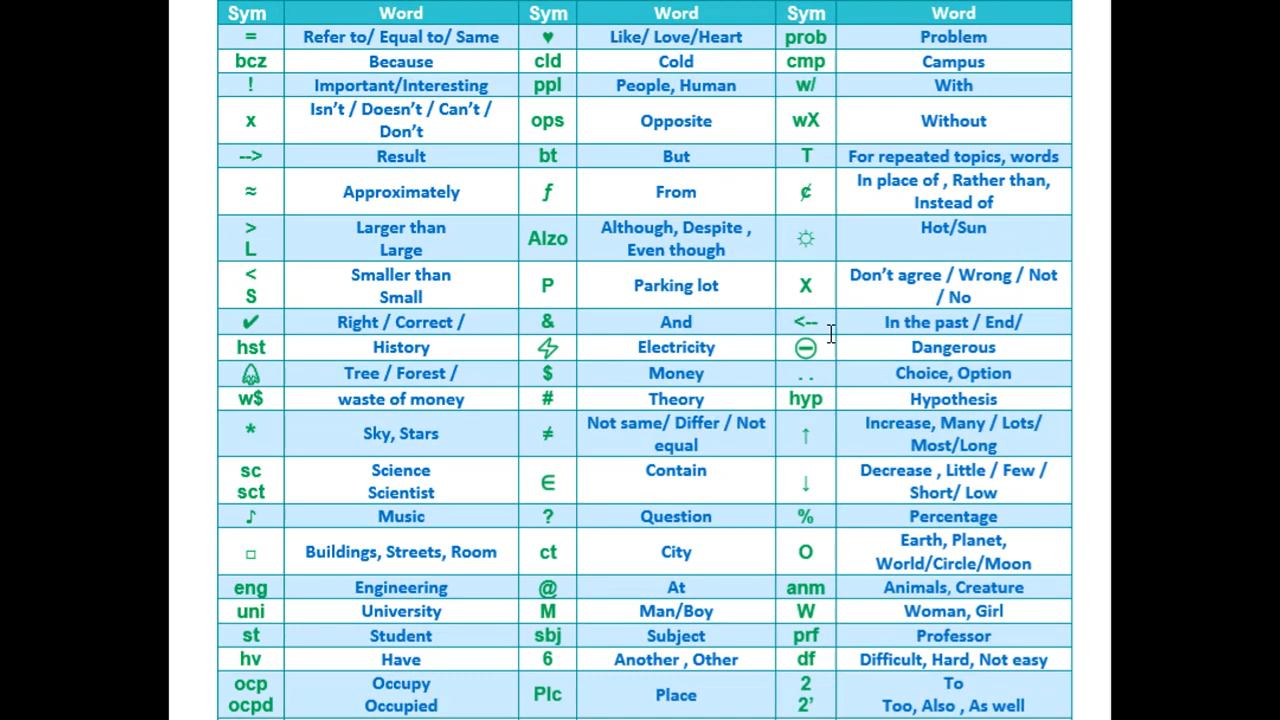 Sym Word Sym Word Sym Word
= Refer to/ Equal to/ Same ♥ Like/ Love/Heart prob Problem
bcz Because cld Cold cmp Campus
! Important/Interesting ppl People, Human w/ With
x Isn't / Doesn't / Can't / Don't ops Opposite wX Without
--> Result bt But T For repeated topics, words
≈ Approximately ƒ From ¢ In place of , Rather than, Instead of
> Larger than Alzo Although, Despite , Even though ☼ Hot/Sun
L Large
< Smaller than P Parking lot X Don't agree / Wrong / Not / No
S Small
✔ Right / Correct / & And <-- In the past / End/
hst History Electricity ⊖ Dangerous
Tree / Forest / $ Money . . Choice, Option
w$ waste of money # Theory hyp Hypothesis
* Sky, Stars ≠ Not same/ Differ / Not equal ↑ Increase, Many / Lots/ Most/Long
sc Science ∈ Contain ↓ Decrease , Little / Few / Short/ Low
sct Scientist
♪ Music ? Question % Percentage
□ Buildings, Streets, Room ct City O Earth, Planet, World/Circle/Moon
eng Engineering @ At anm Animals, Creature
uni University M Man/Boy W Woman, Girl
st Student sbj Subject prf Professor
hv Have 6 Another , Other df Difficult, Hard, Not easy
ocp Occupy Plc Place 2 To
ocpd Occupied 2' Too, Also , As well